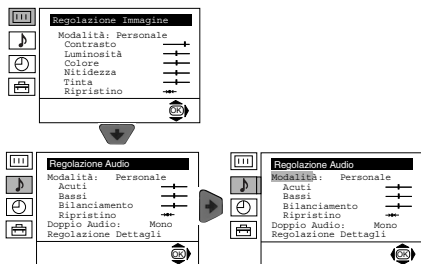 Regolazione Immagine
Modalità: Personale
Contrasto
Luminosità
Colore
Nitidezza
Tinta
Ripristino
OK
Regolazione Audio
Modalità: Personale
Acuti
Bassi
Bilanciamento
Ripristino
Doppio Audio: Mono
Regolazione Dettagli
OK
Regolazione Audio
Modalità: Personale
Acuti
Bassi
Bilanciamento
Ripristino
Doppio Audio: Mono
Regolazione Dettagli
OK